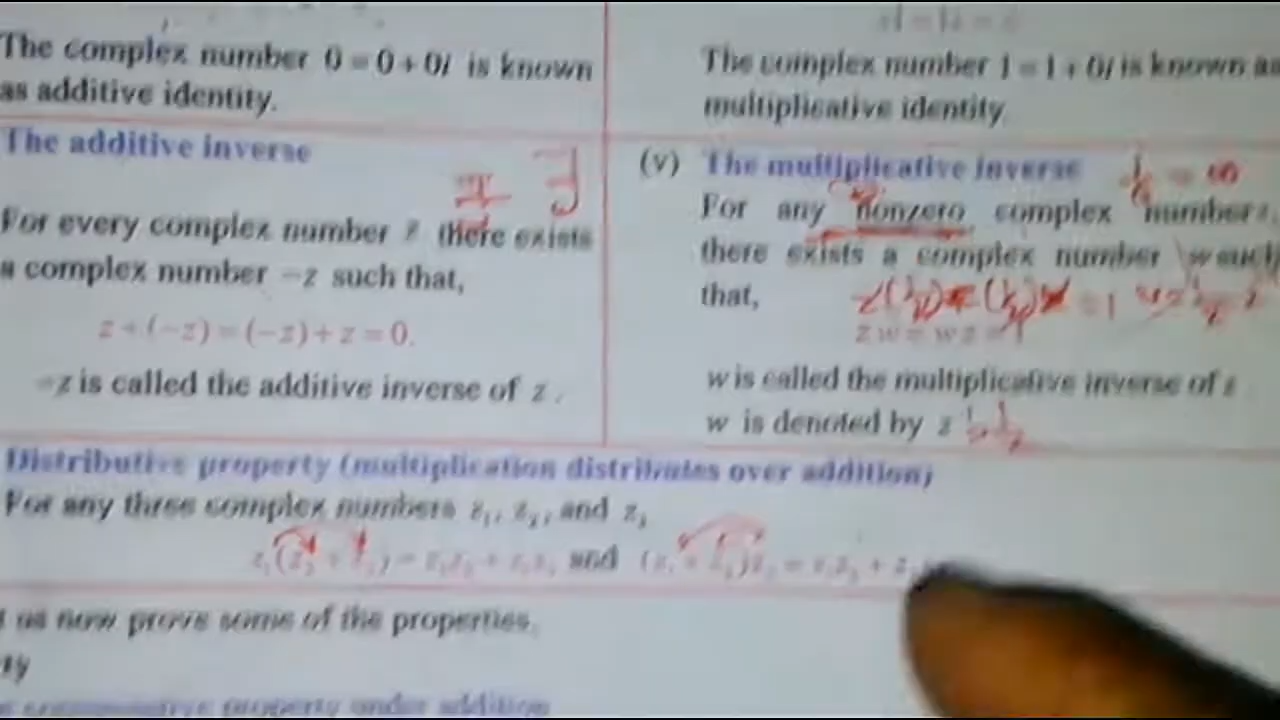 The complex number 0 = 0 + 0i is known
as additive identity.
The additive inverse
For every complex number z there exists
a complex number −z such that,
z + (−z) = (−z) + z = 0.
−z is called the additive inverse of z.
The complex number 1 = 1 + 0i is known as
multiplicative identity.
(v) The multiplicative inverse
For any nonzero complex number z,
there exists a complex number w such
that,
z w = w z = 1
w is called the multiplicative inverse of z
w is denoted by z
Distributive property (multiplication distributes over addition)
For any three complex numbers z₁, z₂, and z₃
and
us now prove some of the properties.
property under addition